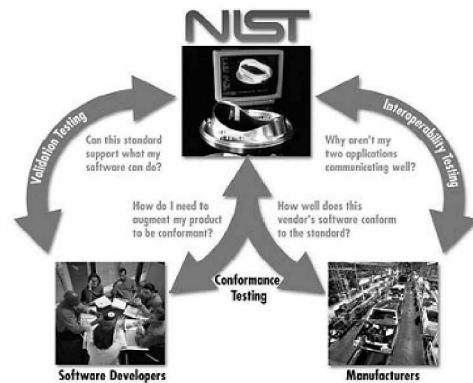 NIST
Validation Testing
Interoperability Testing
Can this standard
support what my
software can do?
Why aren't my
two applications
communicating well?
How do I need to
augment my product
to be conformant?
How well does this
vendor's software conform
to the standard?
Conformance
Testing
Software Developers
Manufacturers